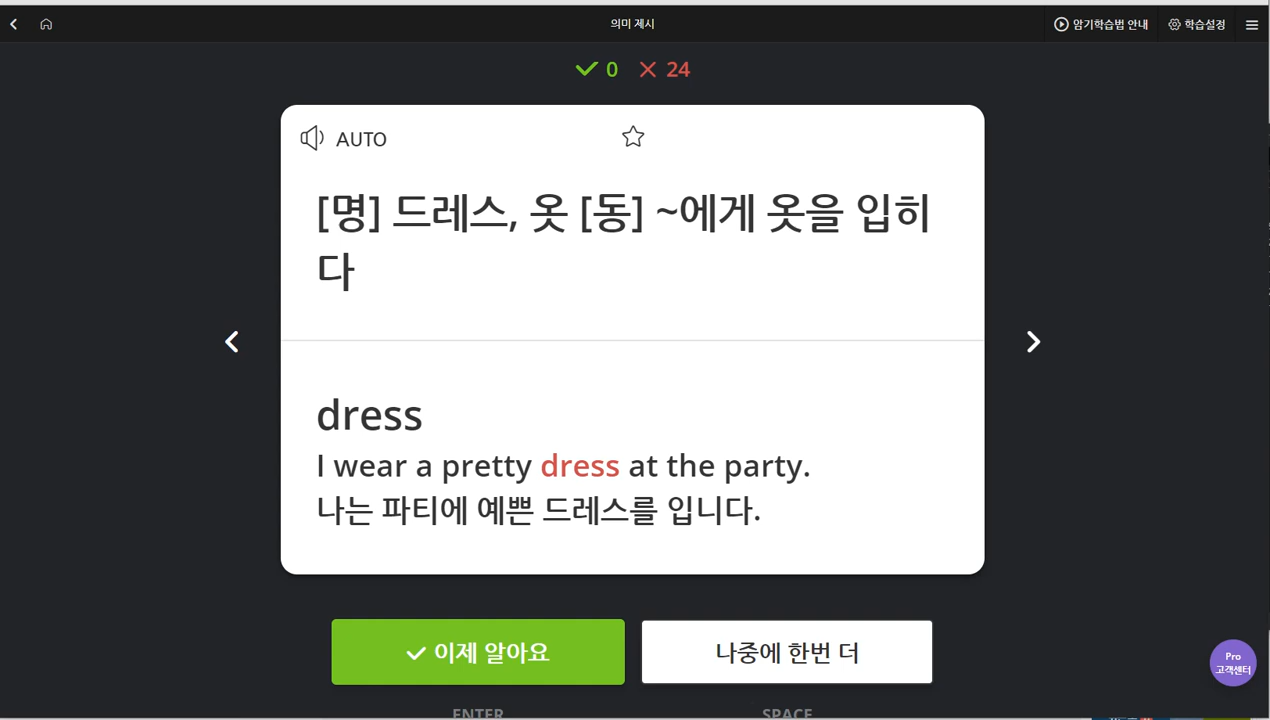 의미 제시
암기학습법 안내
학습설정
0
24
AUTO
[명] 드레스, 옷 [동] ~에게 옷을 입히
다
dress
I wear a pretty dress at the party.
나는 파티에 예쁜 드레스를 입니다.
이제 알아요
나중에 한번 더
Pro
고객센터
ENTER
SPACE